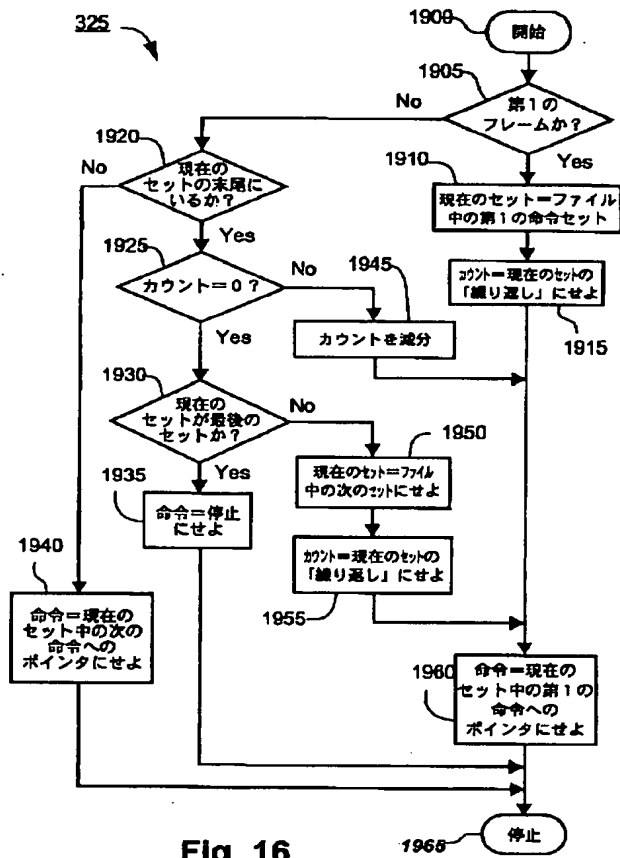 325
1900
開始
1905
第1の
フレームか?
No
Yes
1920
現在の
セットの末尾に
いるか?
No
Yes
1910
現在のセット=ファイル
中の第1の命令セット
1925
カウント=0?
No
Yes
1945
カウントを減分
カウント=現在のセットの
「繰り返し」にせよ
1915
1930
現在の
セットが最後の
セットか?
No
Yes
1950
現在のセット=ファイル
中の次のセットにせよ
1935
命令=停止
にせよ
カウント=現在のセットの
「繰り返し」にせよ
1955
1940
命令=現在の
セット中の次の
命令への
ポインタにせよ
1960
命令=現在の
セット中の第1の
命令への
ポインタにせよ
停止
1965
Fig. 16